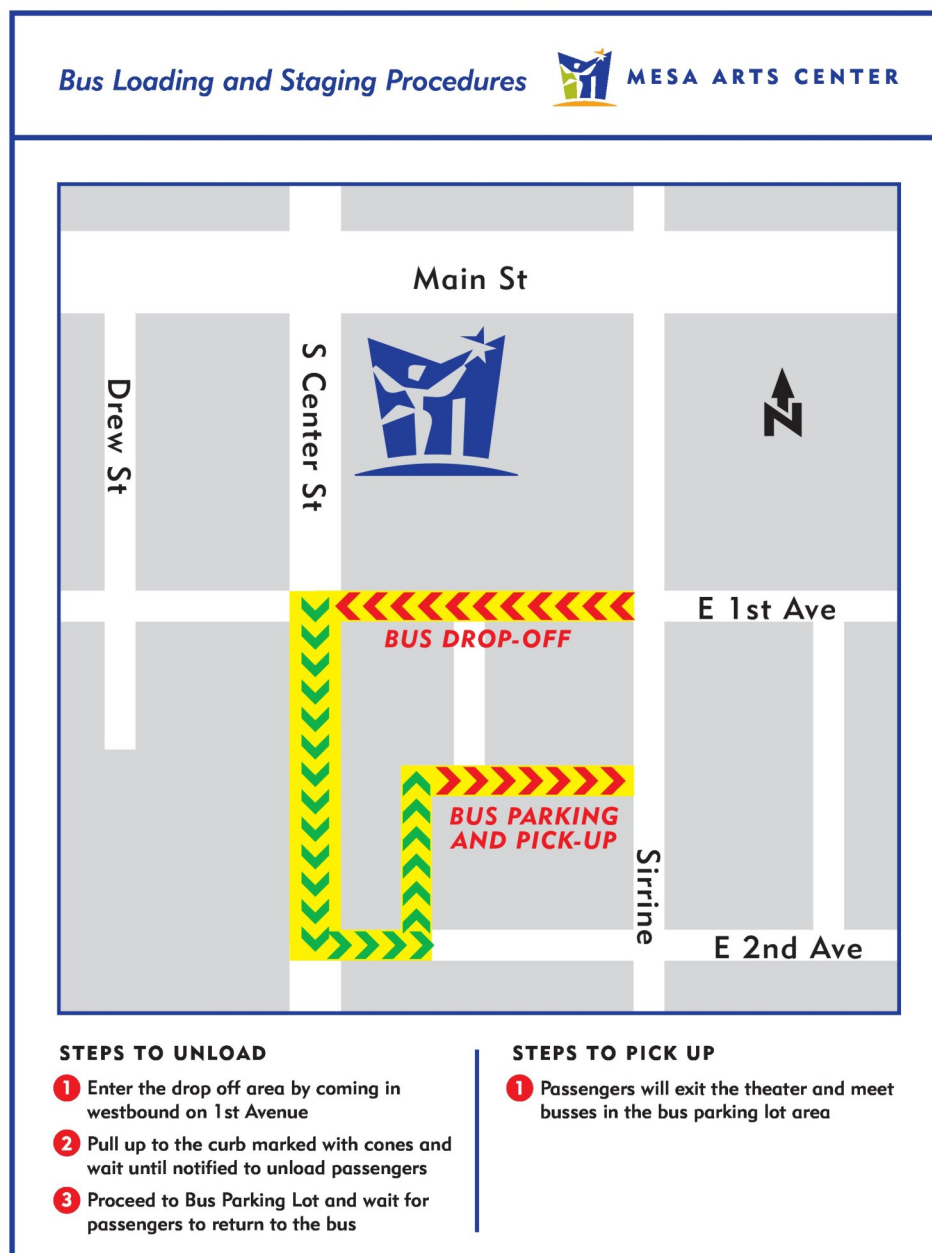 Bus Loading and Staging Procedures
MESA ARTS CENTER
Main St
S Center St
Drew St
N
E 1st Ave
BUS DROP-OFF
BUS PARKING
AND PICK-UP
Sirrine
E 2nd Ave
STEPS TO UNLOAD
1 Enter the drop off area by coming in
westbound on 1st Avenue
2 Pull up to the curb marked with cones and
wait until notified to unload passengers
3 Proceed to Bus Parking Lot and wait for
passengers to return to the bus
STEPS TO PICK UP
1 Passengers will exit the theater and meet
busses in the bus parking lot area